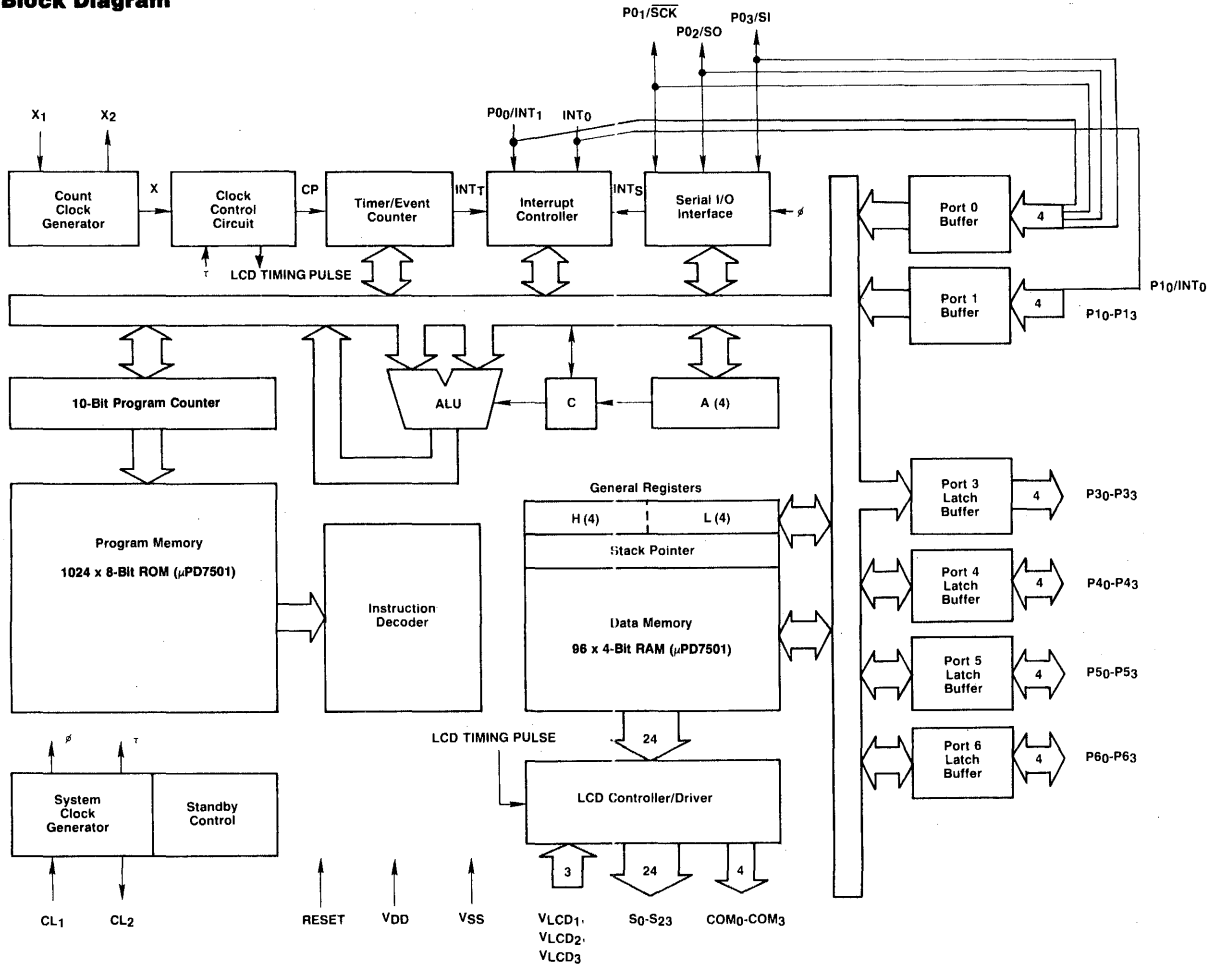 Block Diagram
P01/SCK
P02/SO
P03/SI
X1
X2
P00/INT1
INT0
Count
Clock
Generator
X
Clock
Control
Circuit
CP
Timer/Event
Counter
INTT
Interrupt
Controller
INTS
Serial I/O
Interface
ø
τ
LCD TIMING PULSE
Port 0
Buffer
4
Port 1
Buffer
4
P10/INT0
P10-P13
10-Bit Program Counter
ALU
C
A (4)
Program Memory
1024 x 8-Bit ROM (μPD7501)
Instruction
Decoder
General Registers
H (4)
L (4)
Stack Pointer
Data Memory
96 x 4-Bit RAM (μPD7501)
Port 3
Latch
Buffer
4
P30-P33
Port 4
Latch
Buffer
4
P40-P43
Port 5
Latch
Buffer
4
P50-P53
Port 6
Latch
Buffer
4
P60-P63
ø
τ
System
Clock
Generator
Standby
Control
LCD TIMING PULSE
24
LCD Controller/Driver
3
24
4
CL1
CL2
RESET
VDD
VSS
VLCD1,
VLCD2,
VLCD3
S0-S23
COM0-COM3